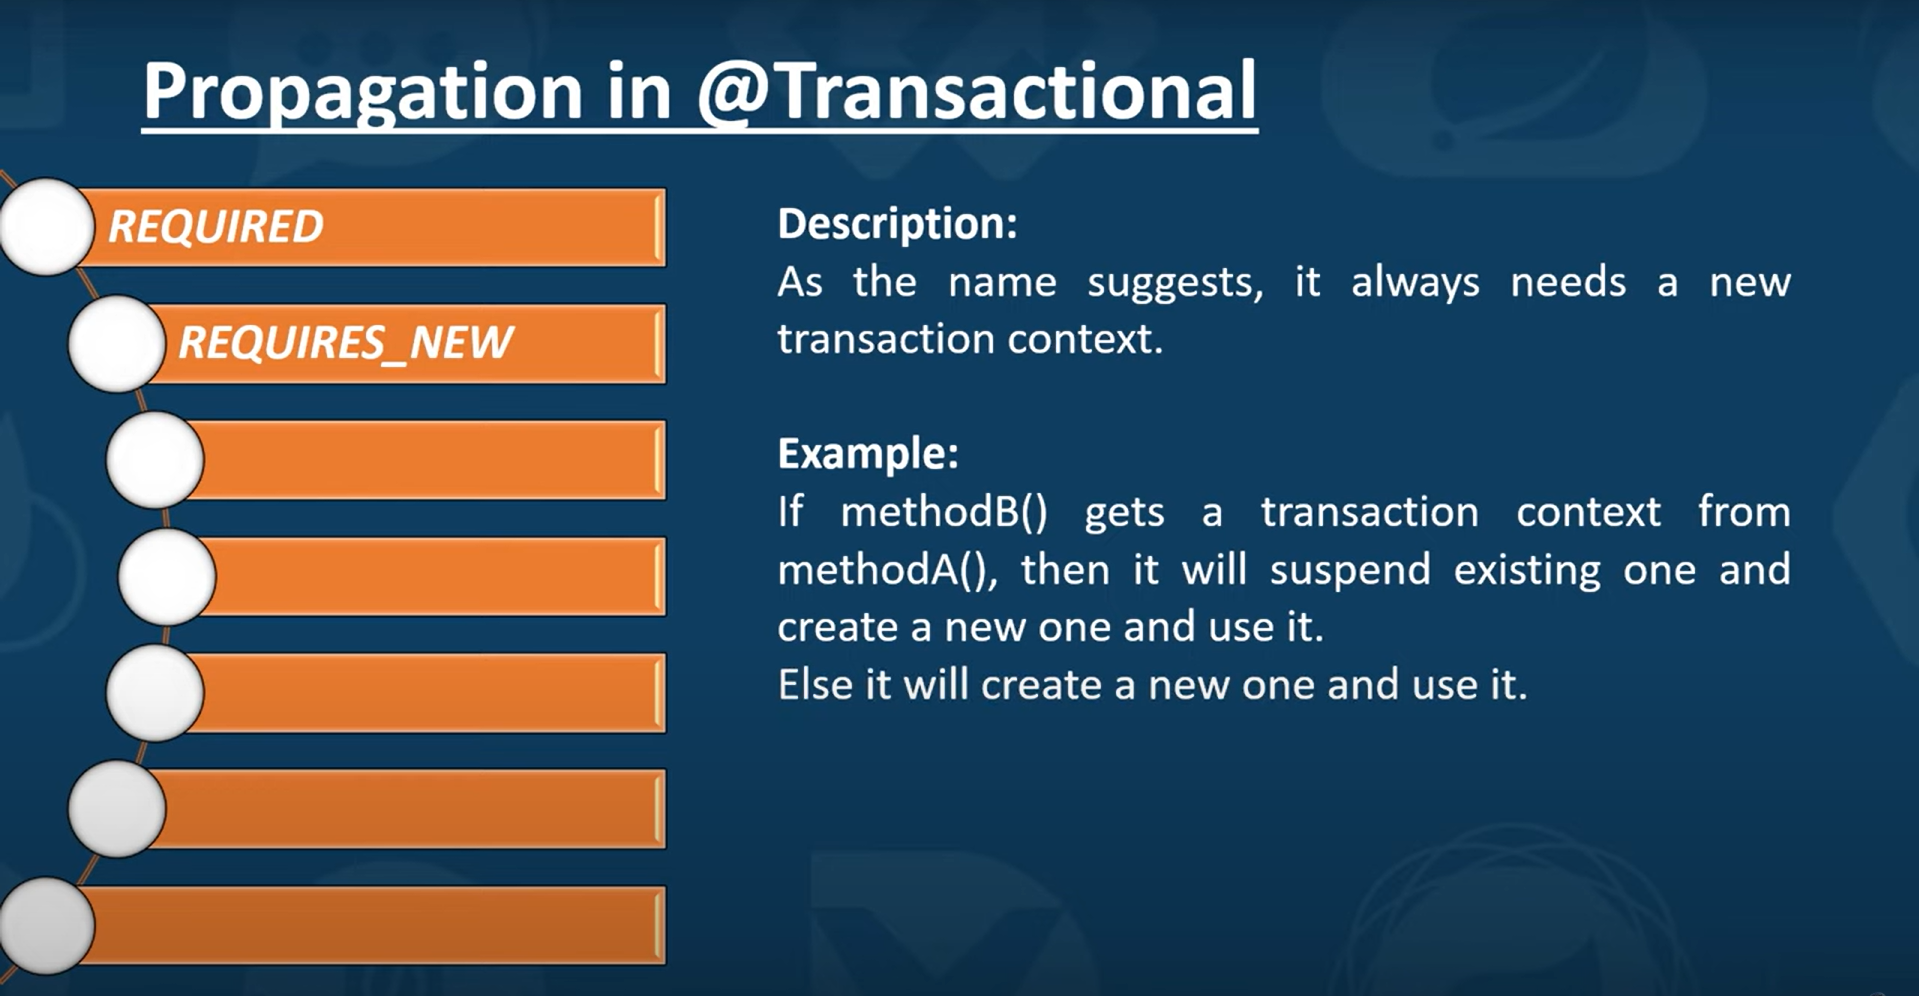 Propagation in @Transactional
REQUIRED
REQUIRES_NEW
Description:
As the name suggests, it always needs a new
transaction context.
Example:
If methodB() gets a transaction context from
methodA(), then it will suspend existing one and
create a new one and use it.
Else it will create a new one and use it.